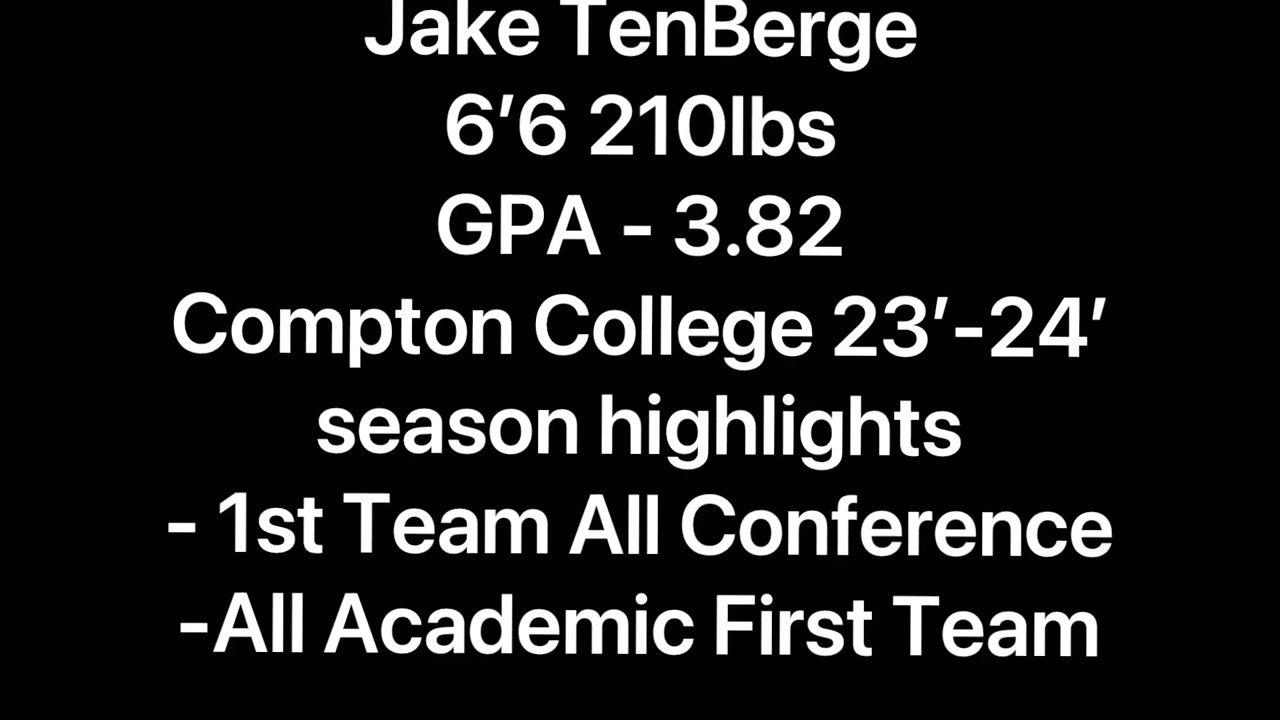 Jake TenBerge
6’6 210lbs
GPA - 3.82
Compton College 23’-24’
season highlights
- 1st Team All Conference
-All Academic First Team